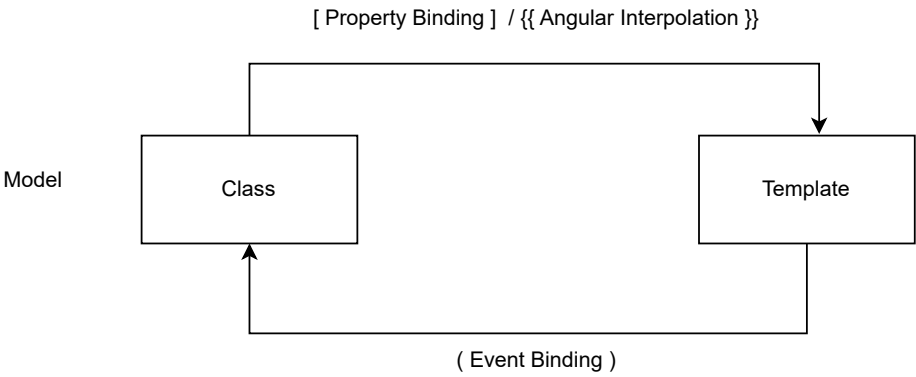 [ Property Binding ] / {{ Angular Interpolation }}
Model
Class
Template
( Event Binding )